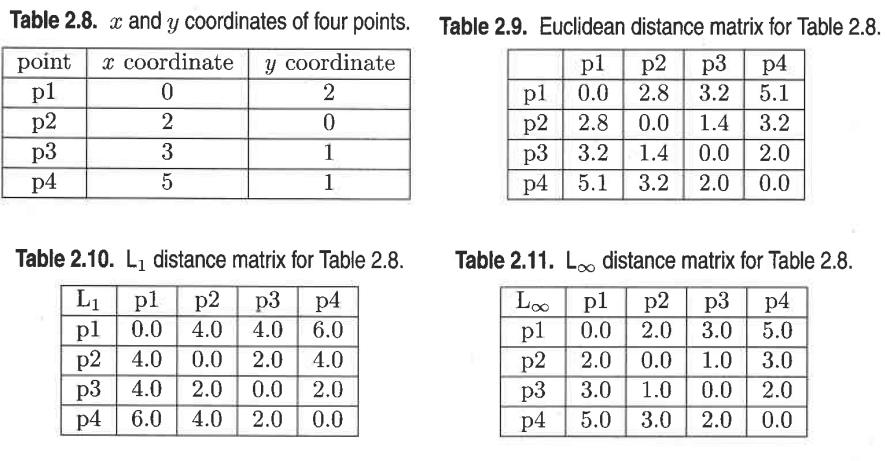 Table 2.8. x and y coordinates of four points.
point x coordinate y coordinate
p1 0 2
p2 2 0
p3 3 1
p4 5 1
Table 2.9. Euclidean distance matrix for Table 2.8.
p1 p2 p3 p4
p1 0.0 2.8 3.2 5.1
p2 2.8 0.0 1.4 3.2
p3 3.2 1.4 0.0 2.0
p4 5.1 3.2 2.0 0.0
Table 2.10. L₁ distance matrix for Table 2.8.
L₁ p1 p2 p3 p4
p1 0.0 4.0 4.0 6.0
p2 4.0 0.0 2.0 4.0
p3 4.0 2.0 0.0 2.0
p4 6.0 4.0 2.0 0.0
Table 2.11. L∞ distance matrix for Table 2.8.
L∞ p1 p2 p3 p4
p1 0.0 2.0 3.0 5.0
p2 2.0 0.0 1.0 3.0
p3 3.0 1.0 0.0 2.0
p4 5.0 3.0 2.0 0.0